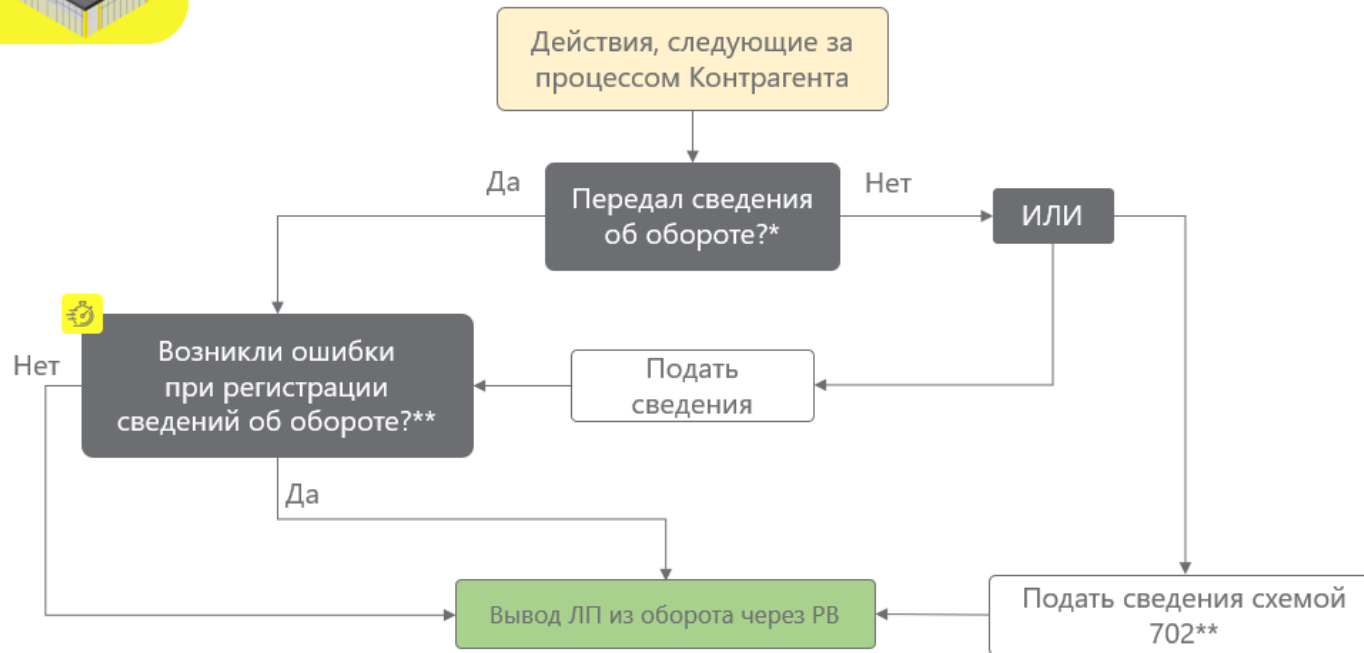 Действия, следующие за
процессом Контрагента
Да
Передал сведения
об обороте?*
Нет
ИЛИ
Нет
Возникли ошибки
при регистрации
сведений об обороте?**
Подать
сведения
Да
Вывод ЛП из оборота через РВ
Подать сведения схемой
702**